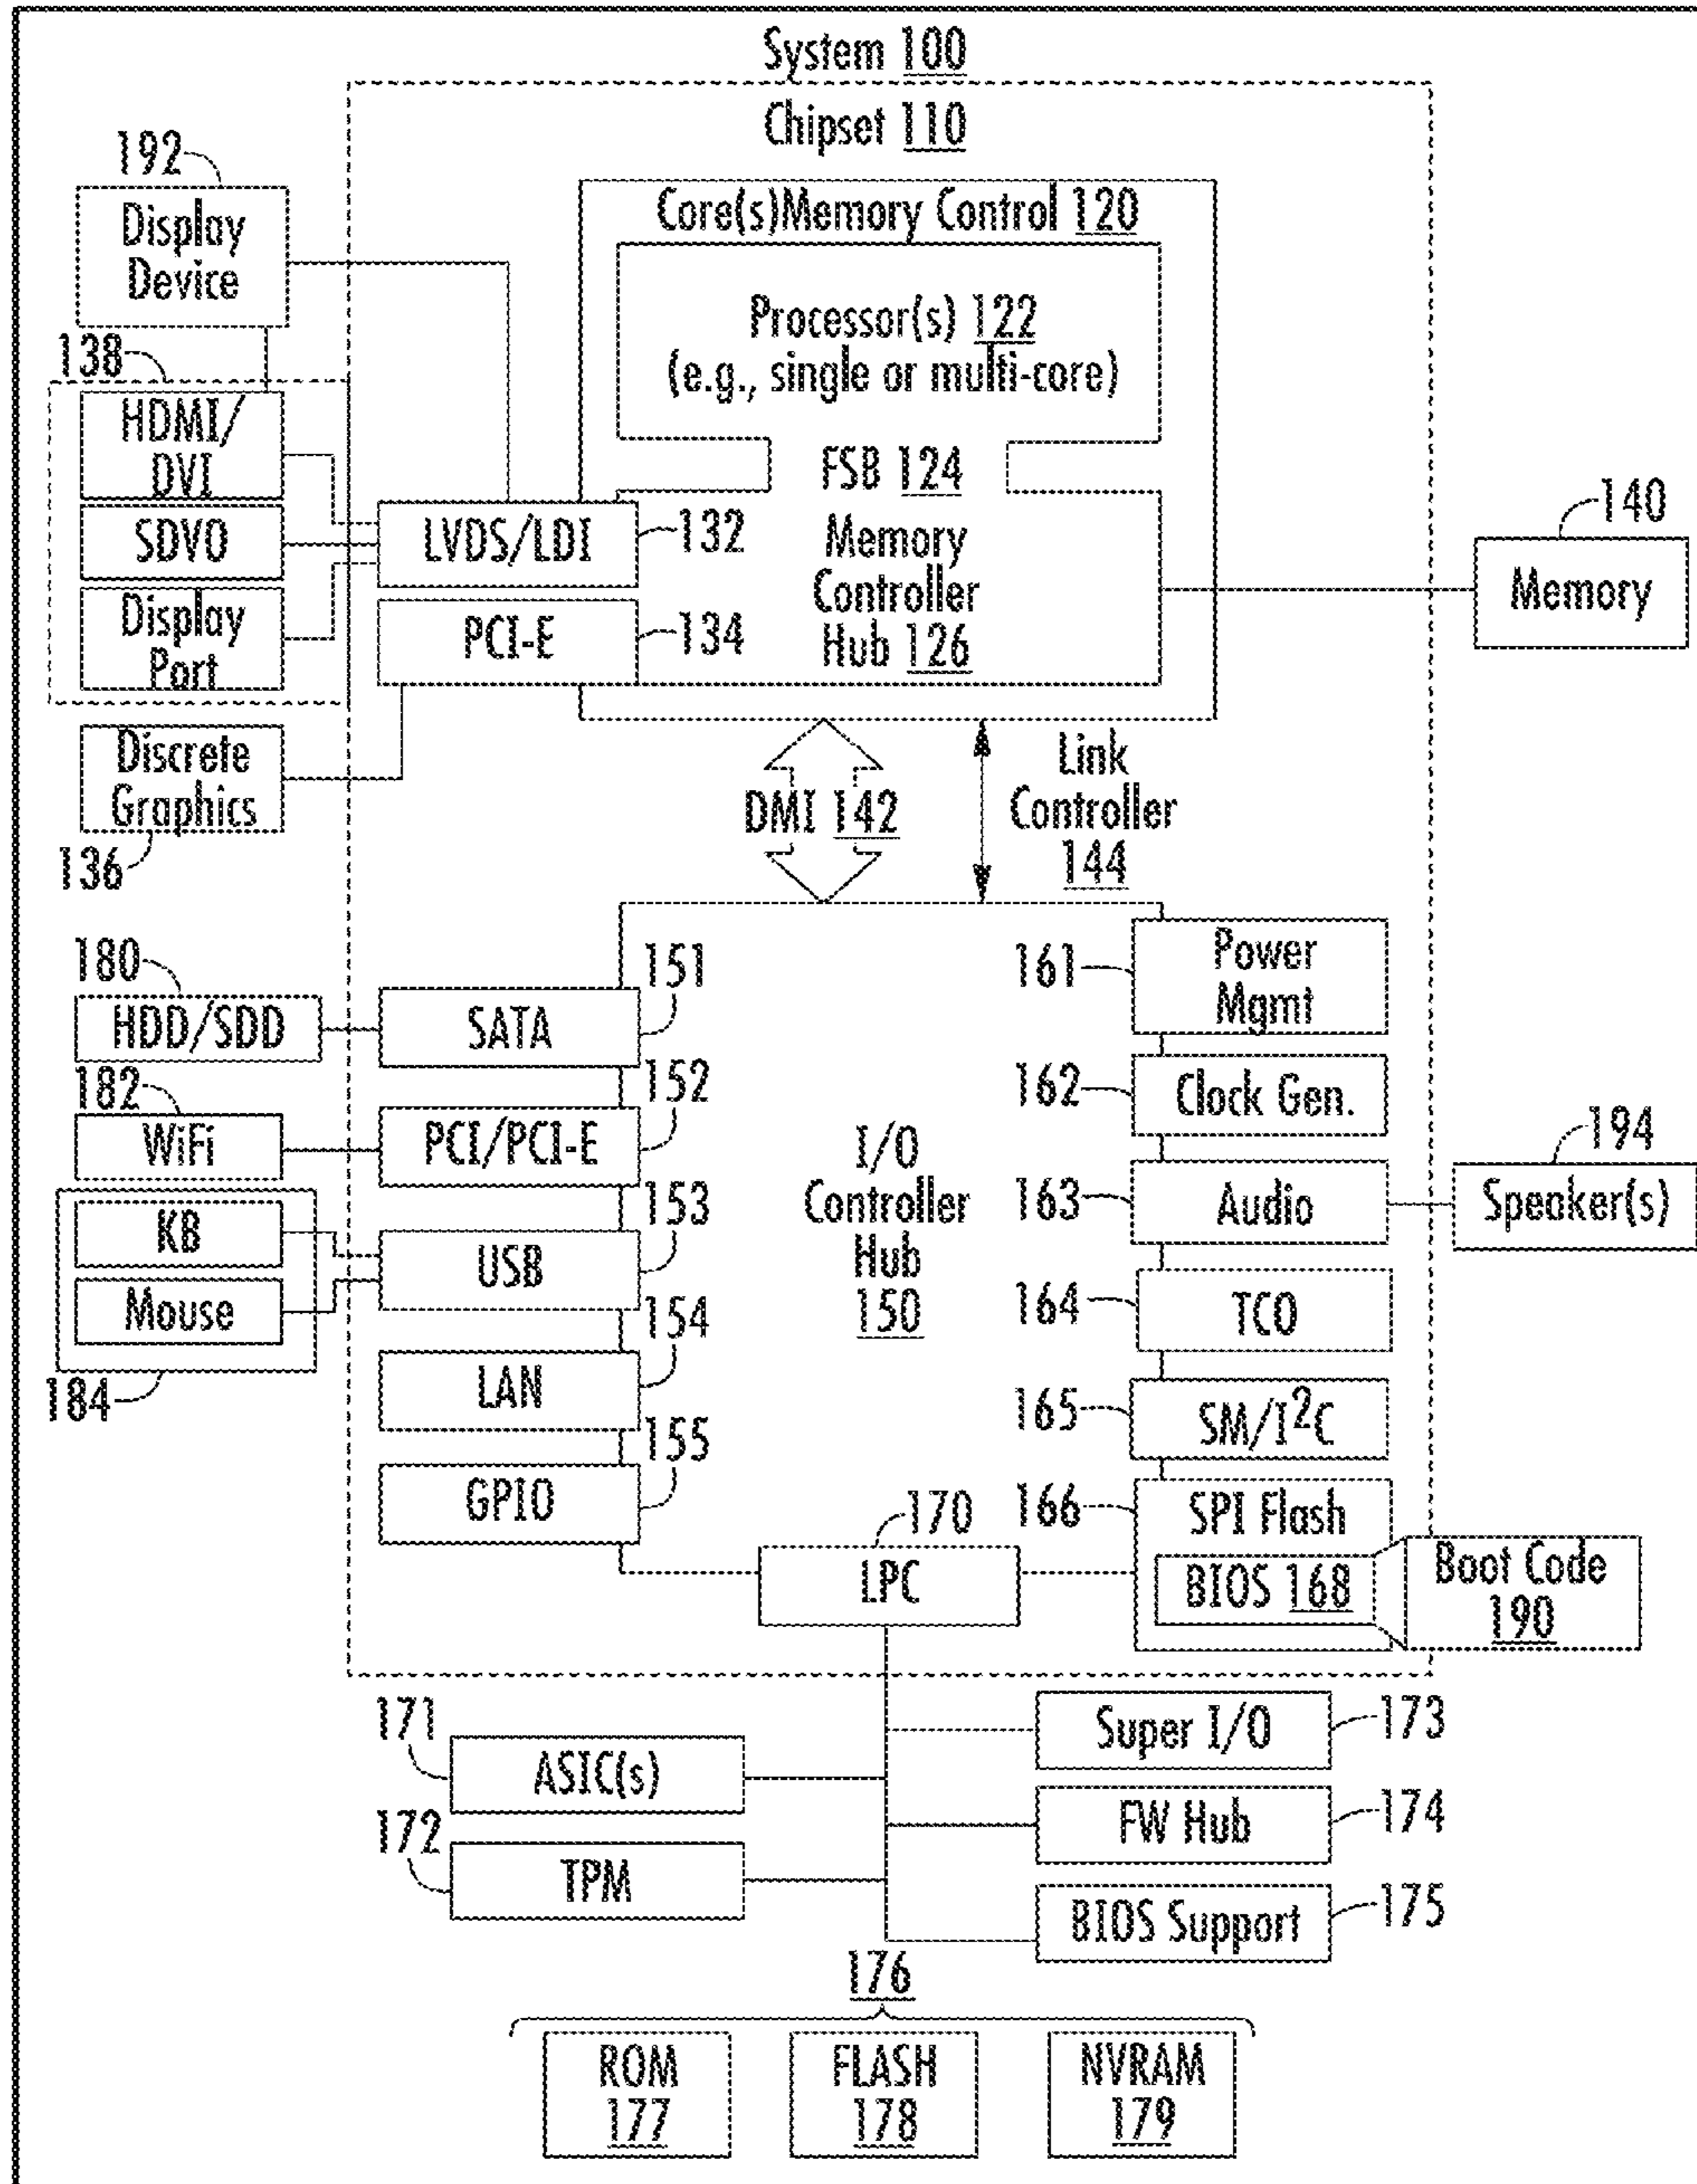 System 100
Chipset 110
192
Display
Device
Core(s)Memory Control 120
Processor(s) 122
(e.g., single or multi-core)
138
HDMI/
DVI
SDVO
Display
Port
FSB 124
LVDS/LDI
132
PCI-E
134
Memory
Controller
Hub 126
140
Memory
Discrete
Graphics
136
DMI 142
Link
Controller
144
180
HDD/SDD
182
WiFi
KB
Mouse
184
151
SATA
152
PCI/PCI-E
153
USB
154
LAN
155
GPIO
I/O
Controller
Hub
150
161
Power
Mgmt
162
Clock Gen.
163
Audio
194
Speaker(s)
164
TCO
165
SM/I²C
166
SPI Flash
BIOS 168
Boot Code
190
170
LPC
171
ASIC(s)
172
TPM
Super I/O
173
FW Hub
174
BIOS Support
175
176
ROM
177
FLASH
178
NVRAM
179